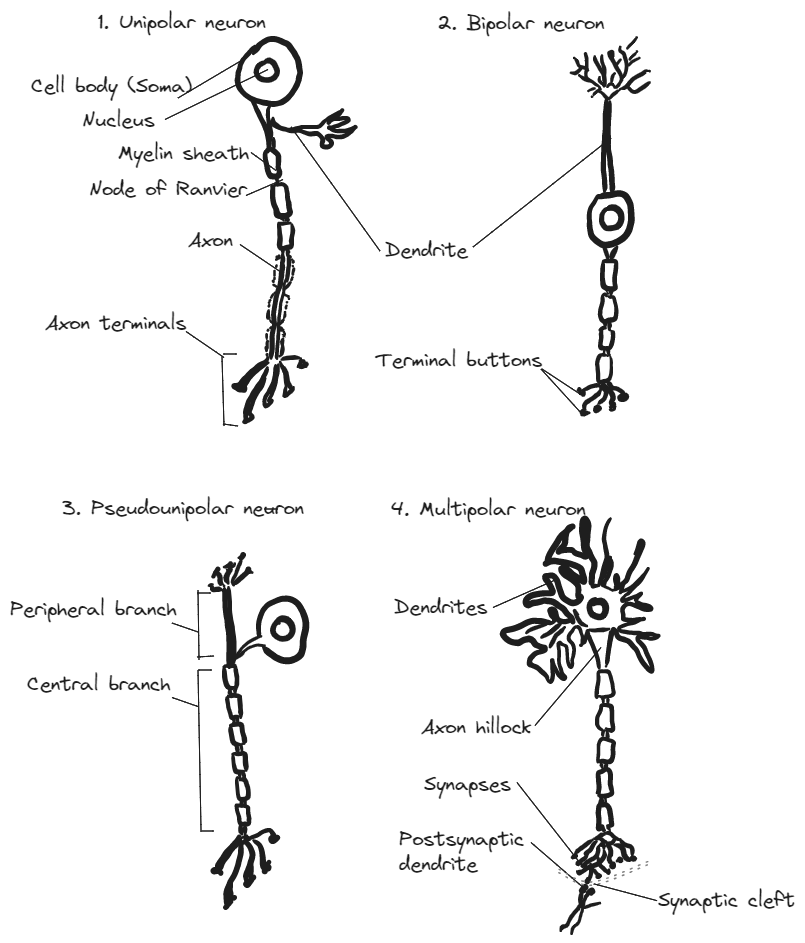 1. Unipolar neuron
2. Bipolar neuron
Cell body (Soma)
Nucleus
Myelin sheath
Node of Ranvier
Axon
Dendrite
Axon terminals
Terminal buttons
3. Pseudounipolar neuron
4. Multipolar neuron
Peripheral branch
Dendrites
Central branch
Axon hillock
Synapses
Postsynaptic
dendrite
Synaptic cleft